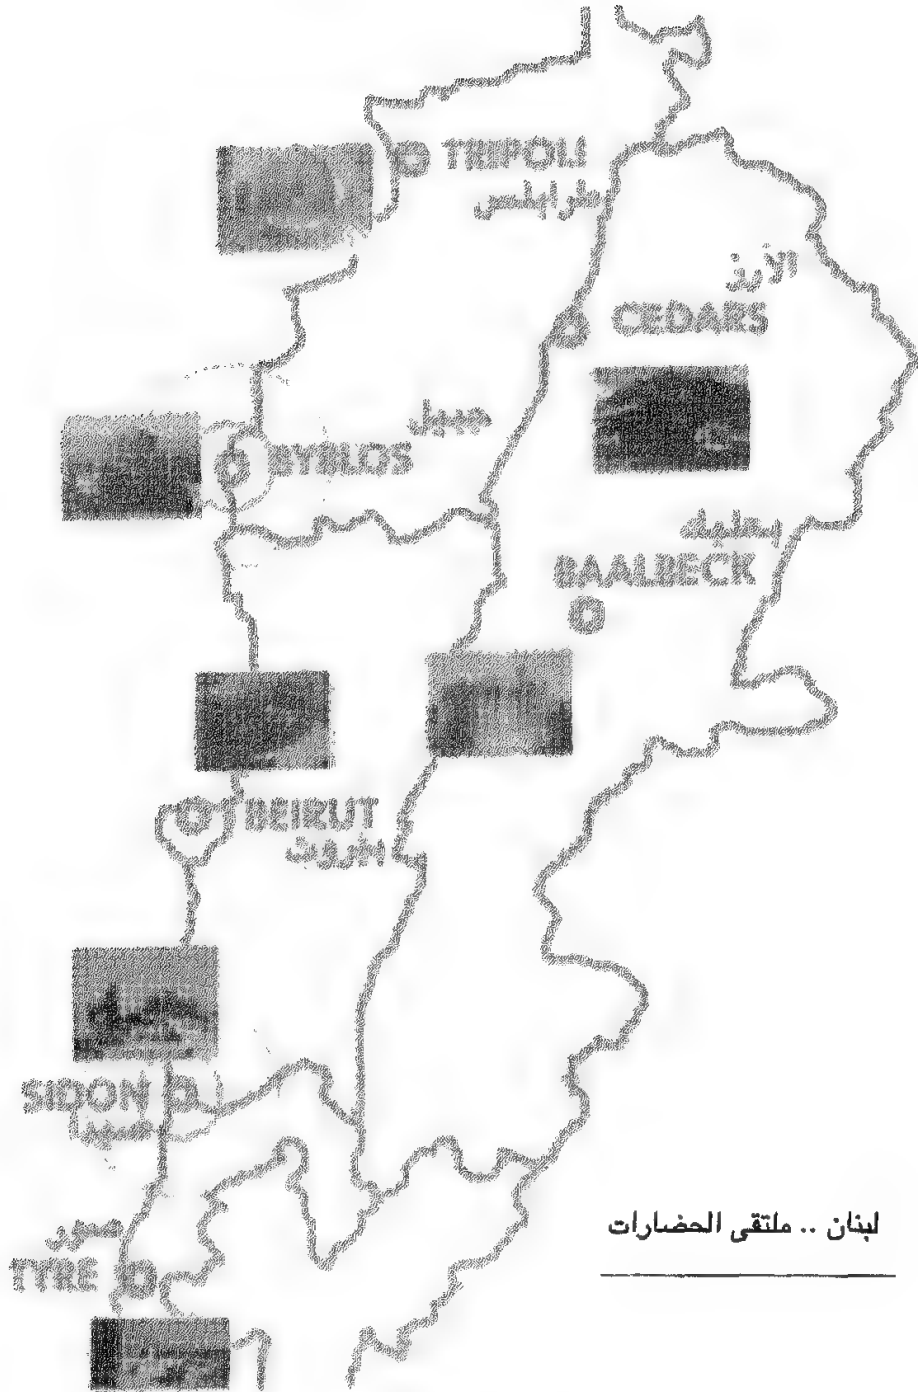 TRIPOLI
طرابلس
الأرز
CEDARS
جبيل
BYBLOS
بعلبك
BAALBECK
BEIRUT
بيروت
SIDON
صيدا
صور
TYRE
لبنان .. ملتقى الحضارات